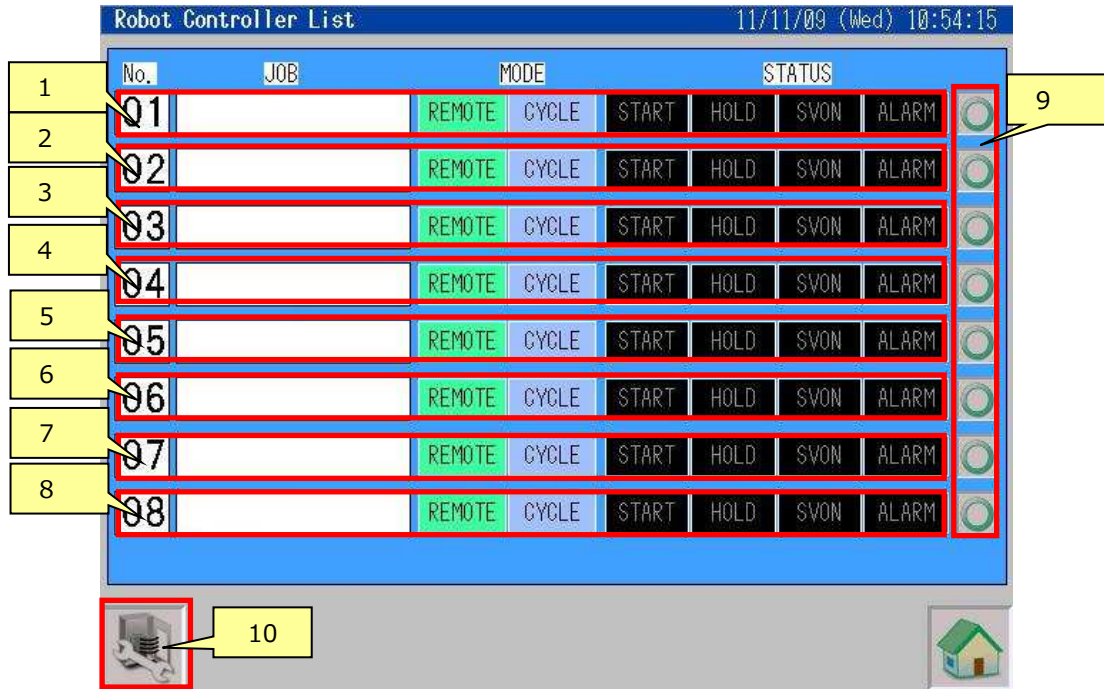 Robot Controller List 11/11/09 (Wed) 10:54:15
No. JOB MODE STATUS
1 01 REMOTE CYCLE START HOLD SVON ALARM 9
2 02 REMOTE CYCLE START HOLD SVON ALARM
3 03 REMOTE CYCLE START HOLD SVON ALARM
4 04 REMOTE CYCLE START HOLD SVON ALARM
5 05 REMOTE CYCLE START HOLD SVON ALARM
6 06 REMOTE CYCLE START HOLD SVON ALARM
7 07 REMOTE CYCLE START HOLD SVON ALARM
8 08 REMOTE CYCLE START HOLD SVON ALARM
10